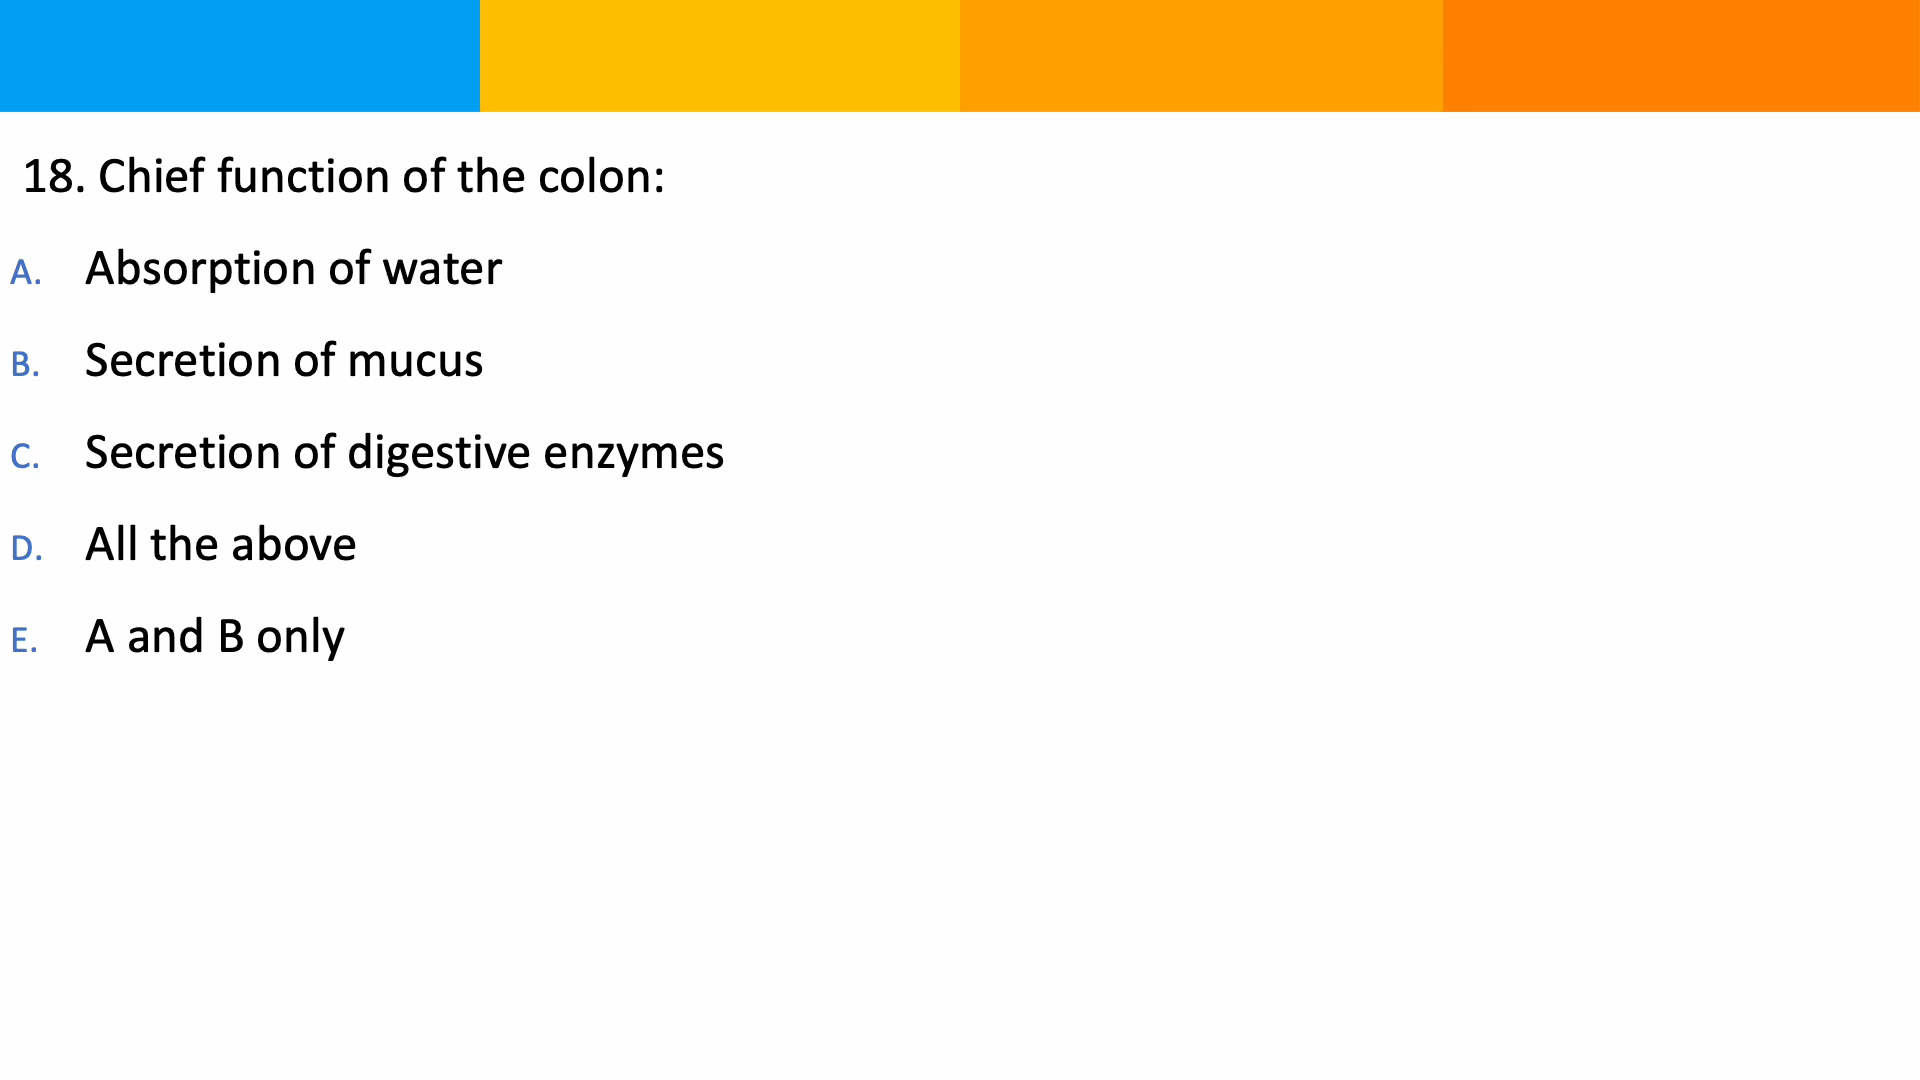 18. Chief function of the colon:
A. Absorption of water
B. Secretion of mucus
C. Secretion of digestive enzymes
D. All the above
E. A and B only